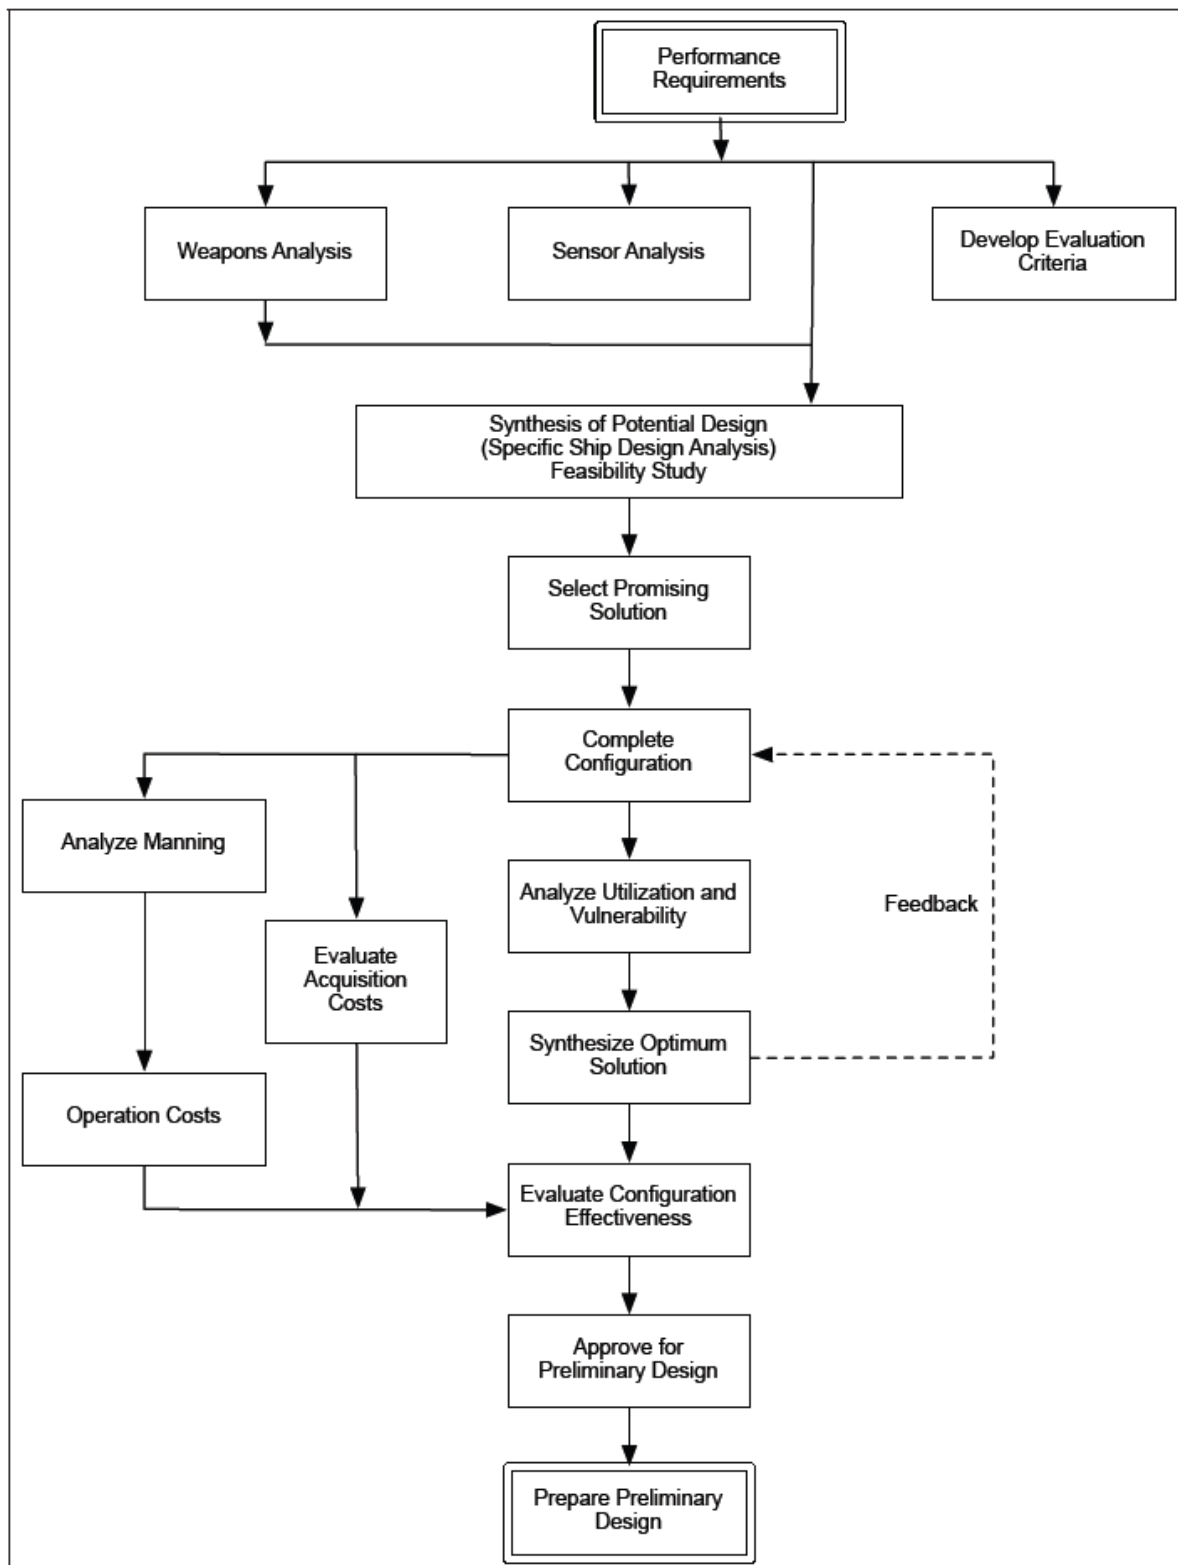 Performance
Requirements
Weapons Analysis
Sensor Analysis
Develop Evaluation
Criteria
Synthesis of Potential Design
(Specific Ship Design Analysis)
Feasibility Study
Select Promising
Solution
Complete
Configuration
Analyze Manning
Analyze Utilization and
Vulnerability
Feedback
Evaluate
Acquisition
Costs
Synthesize Optimum
Solution
Operation Costs
Evaluate Configuration
Effectiveness
Approve for
Preliminary Design
Prepare Preliminary
Design